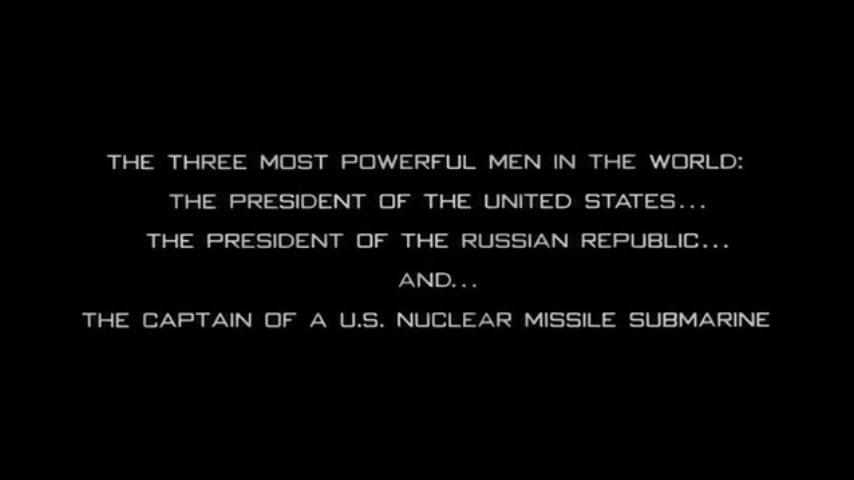 THE THREE MOST POWERFUL MEN IN THE WORLD:
THE PRESIDENT OF THE UNITED STATES...
THE PRESIDENT OF THE RUSSIAN REPUBLIC...
AND...
THE CAPTAIN OF A U.S. NUCLEAR MISSILE SUBMARINE